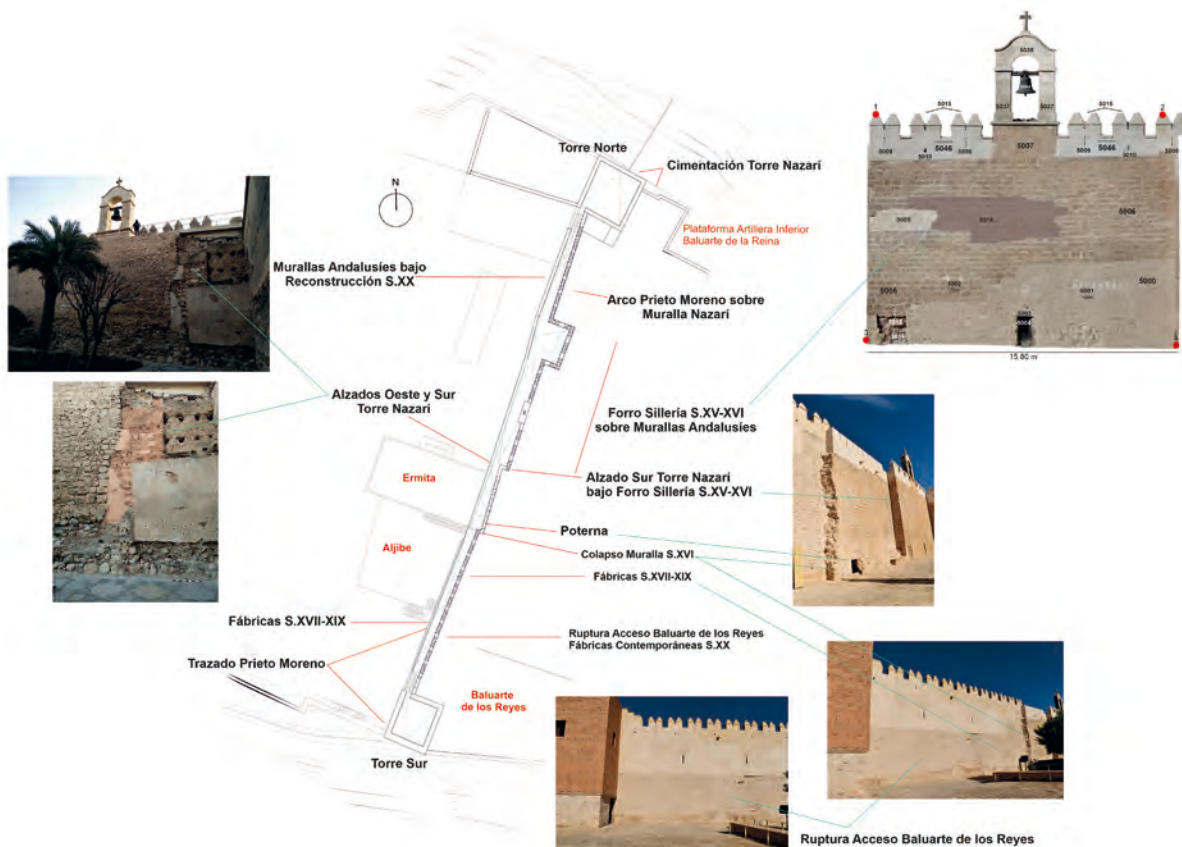 Torre Norte
Cimentación Torre Nazarí
N
Plataforma Artillera Inferior
Baluarte de la Reina
Murallas Andalusíes bajo
Reconstrucción S.XX
Arco Prieto Moreno sobre
Muralla Nazarí
Alzados Oeste y Sur
Torre Nazarí
Forro Sillería S.XV-XVI
sobre Murallas Andalusíes
Ermita
Alzado Sur Torre Nazarí
bajo Forro Sillería S.XV-XVI
Poterna
Aljibe
Colapso Muralla S.XVI
Fábricas S.XVII-XIX
Fábricas S.XVII-XIX
Ruptura Acceso Baluarte de los Reyes
Fábricas Contemporáneas S.XX
Trazado Prieto Moreno
Baluarte
de los Reyes
Torre Sur
Ruptura Acceso Baluarte de los Reyes
5037 5027
1 5015 5015 2
5009 5046 5007 5046 5009
5010 5010
5006
5006 5000
5002 5001
3
15.80 m